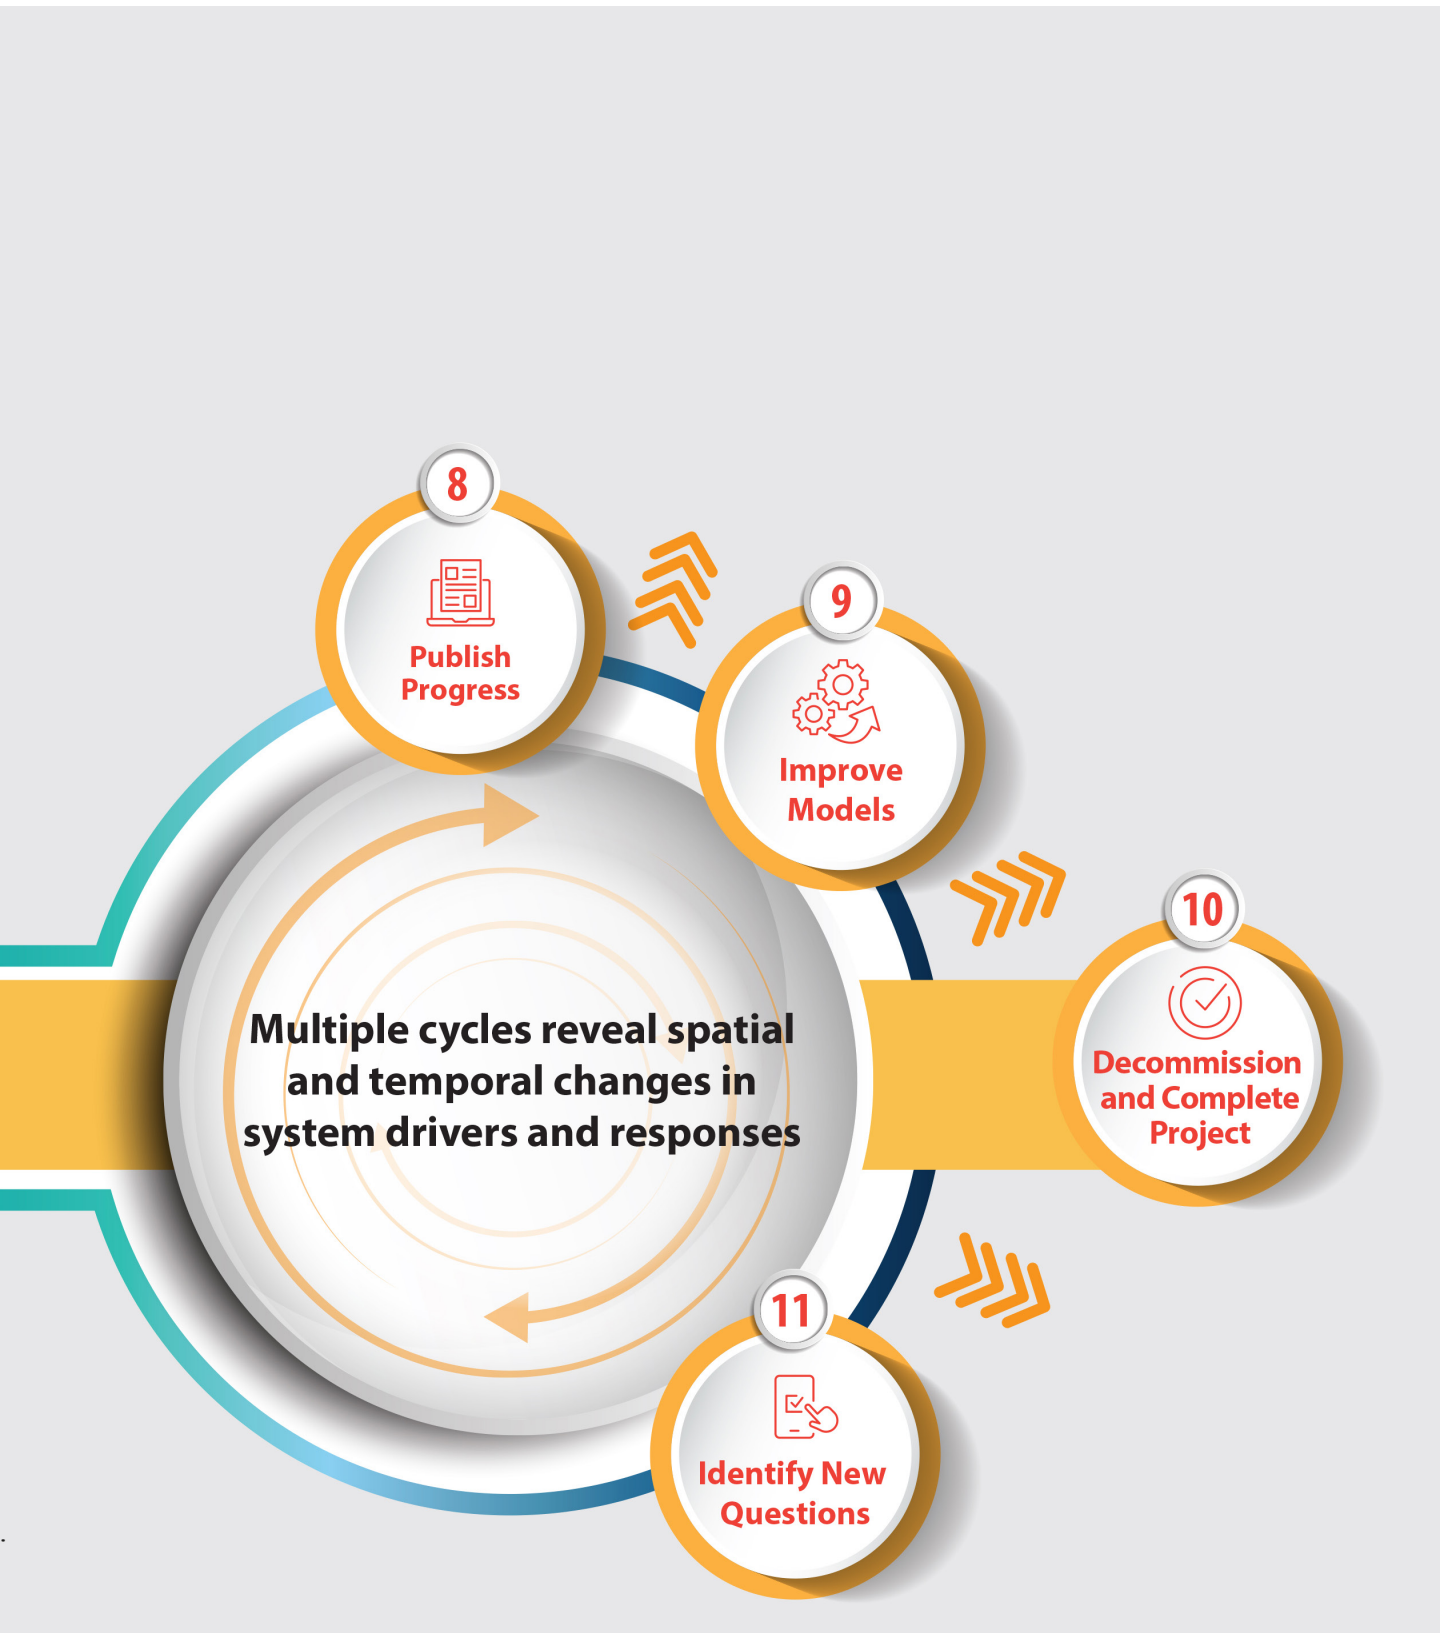 8
Publish
Progress
9
Improve
Models
10
Decommission
and Complete
Project
Multiple cycles reveal spatial
and temporal changes in
system drivers and responses
11
Identify New
Questions
.